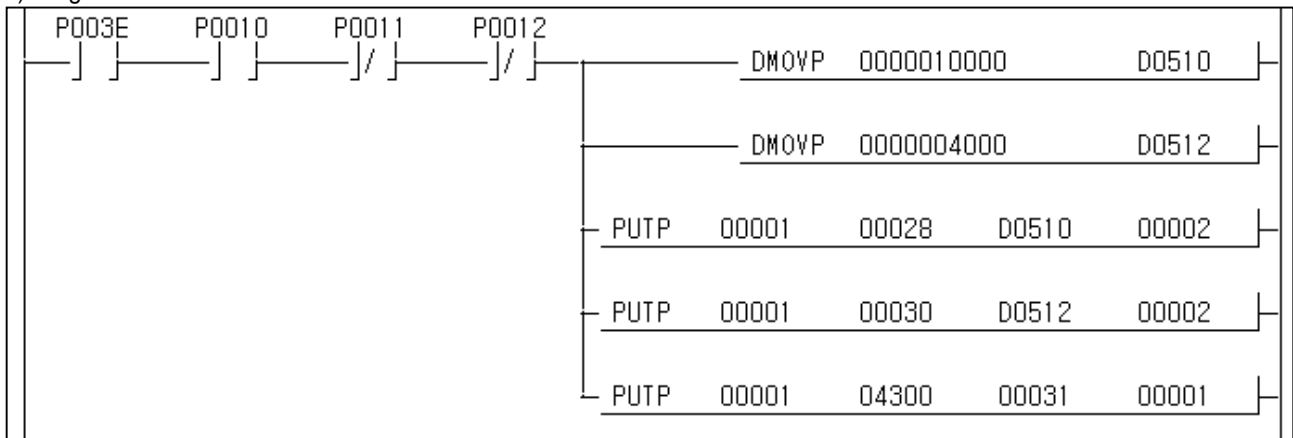 P003E P0010 P0011 P0012
DMOVP 0000010000 D0510
DMOVP 0000004000 D0512
PUTP 00001 00028 D0510 00002
PUTP 00001 00030 D0512 00002
PUTP 00001 04300 00031 00001